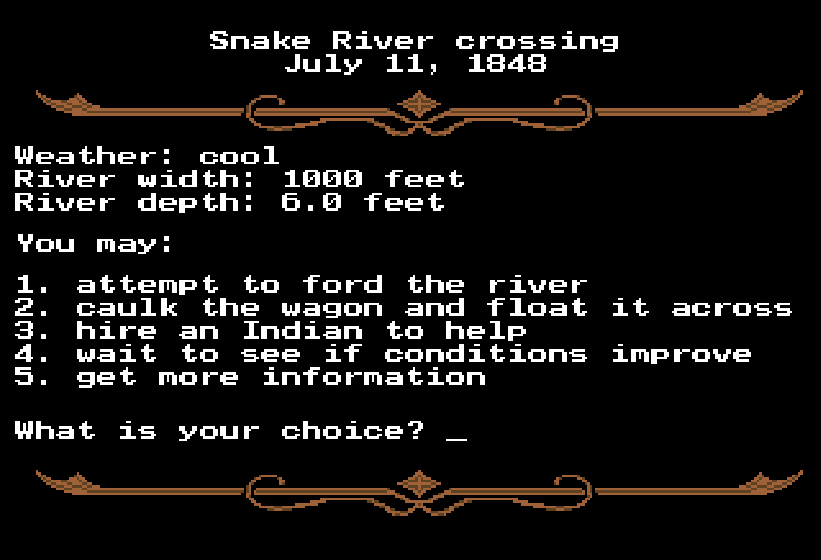 Snake River crossing
July 11, 1848
Weather: cool
River width: 1000 feet
River depth: 6.0 feet
You may:
1. attempt to ford the river
2. caulk the wagon and float it across
3. hire an Indian to help
4. wait to see if conditions improve
5. get more information
What is your choice? _